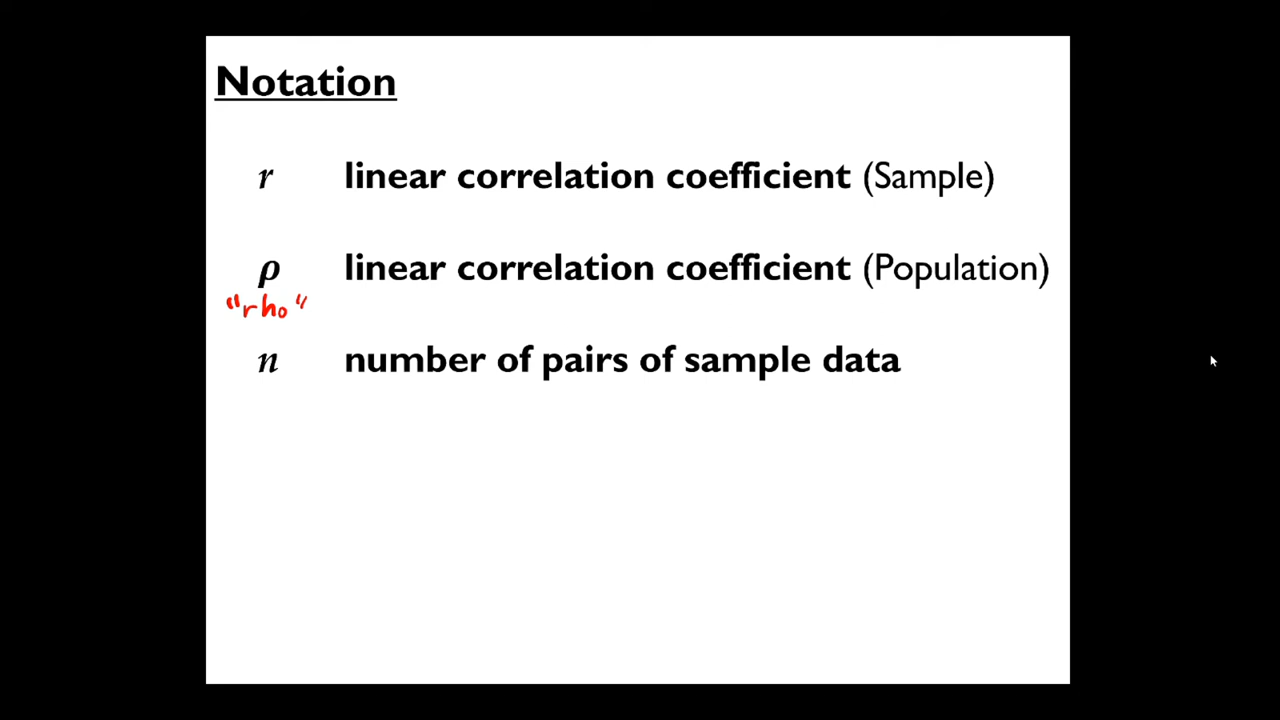 Notation
r linear correlation coefficient (Sample)
ρ linear correlation coefficient (Population)
"rho"
n number of pairs of sample data